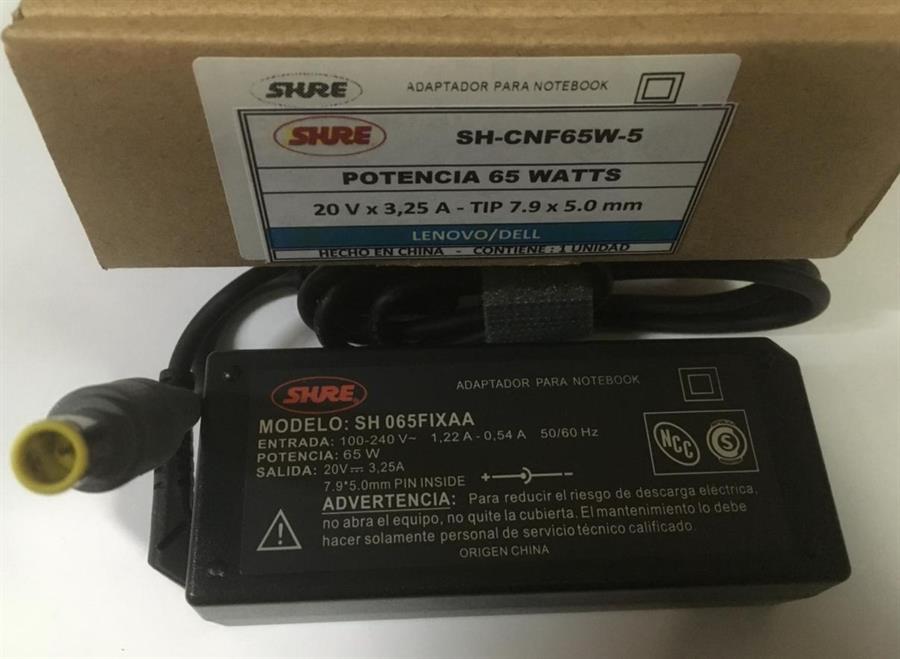 SHURE
ADAPTADOR PARA NOTEBOOK
SHURE
SH-CNF65W-5
POTENCIA 65 WATTS
20 V x 3,25 A - TIP 7.9 x 5.0 mm
LENOVO/DELL
HECHO EN CHINA - CONTIENE : 1 UNIDAD
SHURE
ADAPTADOR PARA NOTEBOOK
MODELO: SH 065FIXAA
ENTRADA: 100-240 V~ 1,22 A - 0,54 A 50/60 Hz
POTENCIA: 65 W
SALIDA: 20V⎓3,25A
7.9*5.0mm PIN INSIDE
NCC
S
ADVERTENCIA: Para reducir el riesgo de descarga eléctrica,
no abra el equipo, no quite la cubierta. El mantenimiento lo debe
hacer solamente personal de servicio técnico calificado.
ORIGEN CHINA